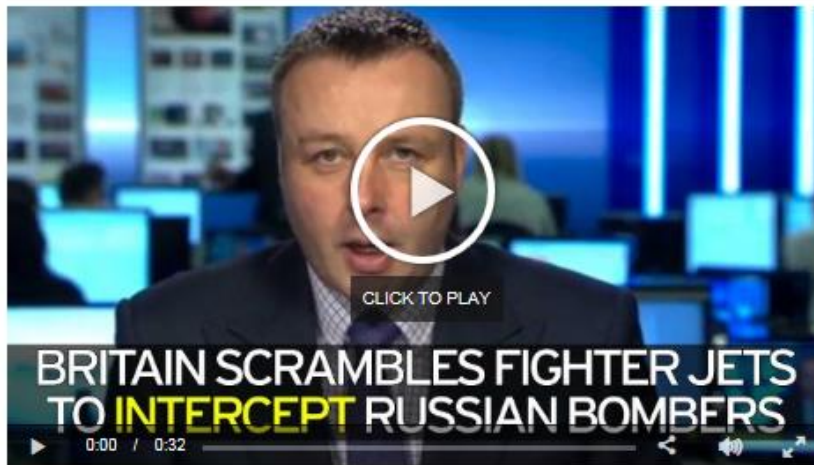 CLICK TO PLAY
BRITAIN SCRAMBLES FIGHTER JETS
TO INTERCEPT RUSSIAN BOMBERS
0:00 / 0:32